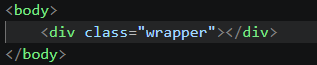 <body>
    <div class="wrapper"></div>
</body>